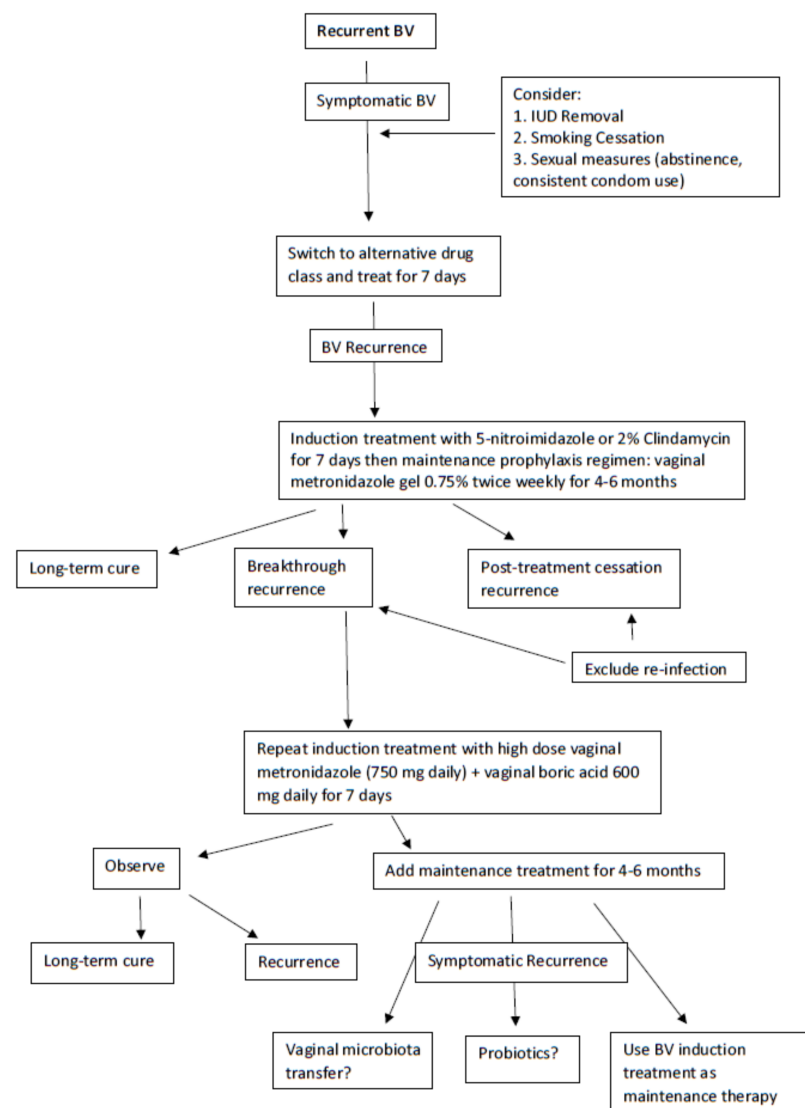 Recurrent BV
Symptomatic BV
Consider:
1. IUD Removal
2. Smoking Cessation
3. Sexual measures (abstinence,
consistent condom use)
Switch to alternative drug
class and treat for 7 days
BV Recurrence
Induction treatment with 5-nitroimidazole or 2% Clindamycin
for 7 days then maintenance prophylaxis regimen: vaginal
metronidazole gel 0.75% twice weekly for 4-6 months
Long-term cure
Breakthrough
recurrence
Post-treatment cessation
recurrence
Exclude re-infection
Repeat induction treatment with high dose vaginal
metronidazole (750 mg daily) + vaginal boric acid 600
mg daily for 7 days
Observe
Add maintenance treatment for 4-6 months
Long-term cure
Recurrence
Symptomatic Recurrence
Vaginal microbiota
transfer?
Probiotics?
Use BV induction
treatment as
maintenance therapy